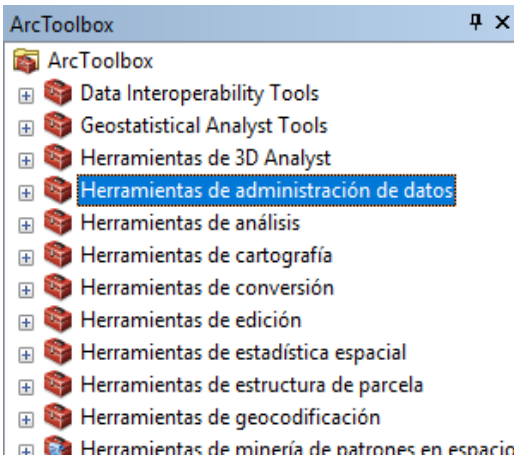 ArcToolbox
ArcToolbox
Data Interoperability Tools
Geostatistical Analyst Tools
Herramientas de 3D Analyst
Herramientas de administración de datos
Herramientas de análisis
Herramientas de cartografía
Herramientas de conversión
Herramientas de edición
Herramientas de estadística espacial
Herramientas de estructura de parcela
Herramientas de geocodificación
Herramientas de minería de patrones en espacio